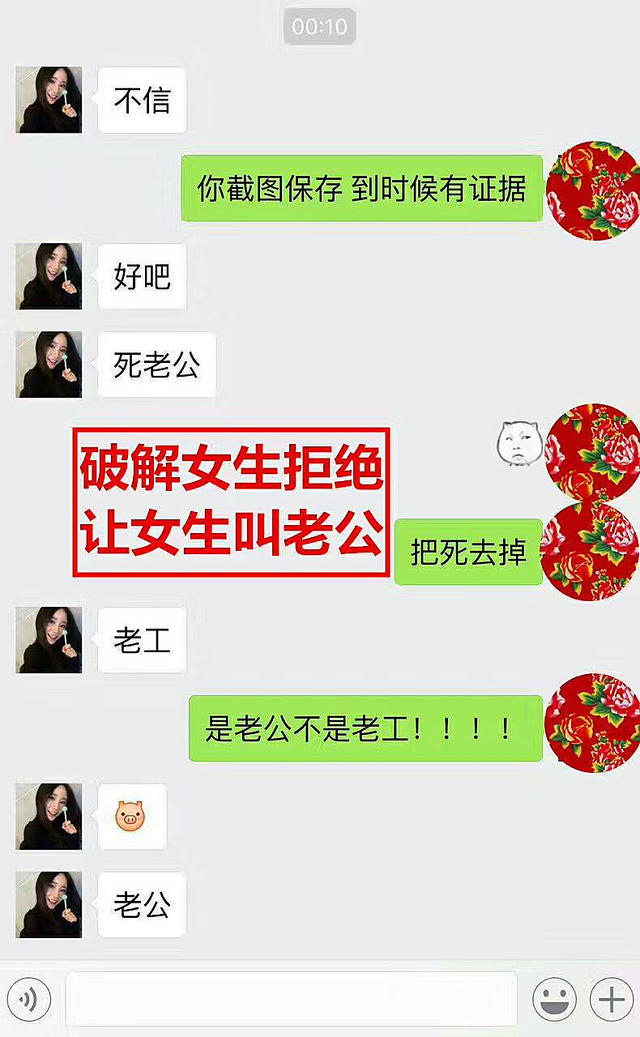 00:10
不信
你截图保存 到时候有证据
好吧
死老公
破解女生拒绝
让女生叫老公
把死去掉
老工
是老公不是老工！！！！
老公